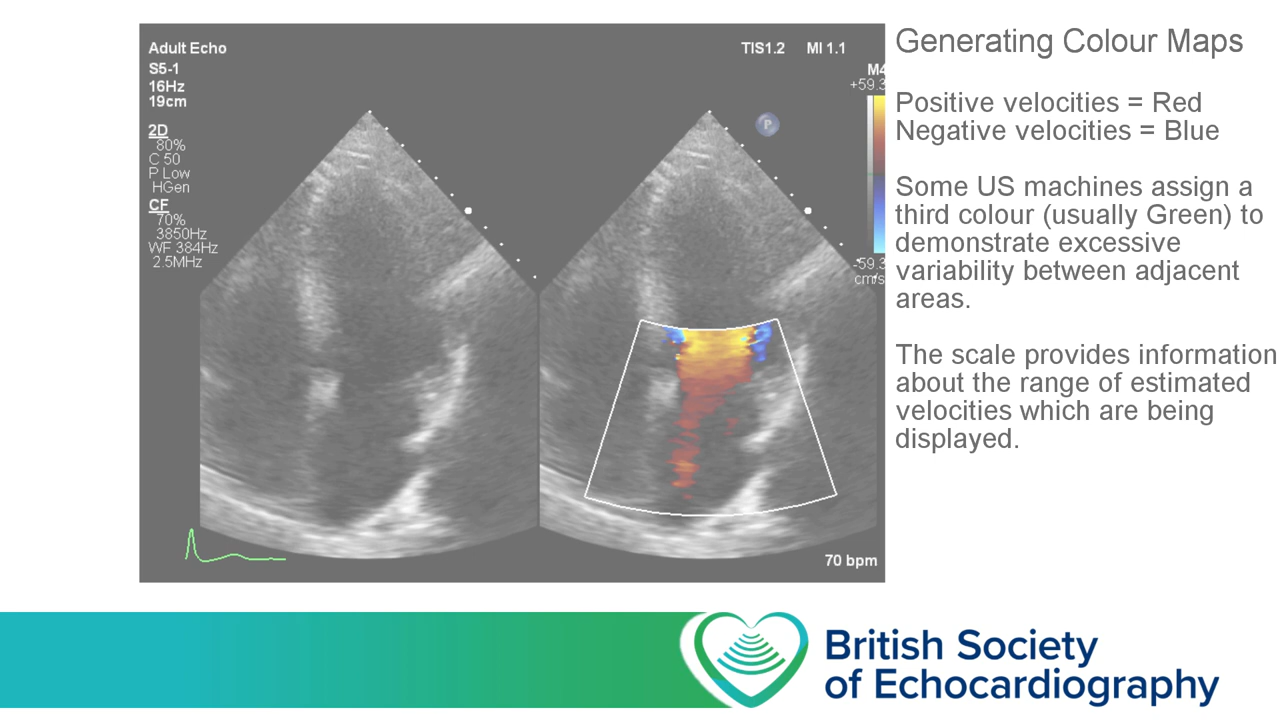 Adult Echo
TIS1.2 MI 1.1
S5-1
16Hz
19cm
2D
80%
C 50
P Low
HGen
CF
70%
3850Hz
WF 384Hz
2.5MHz
M4
+59.3
P
-59.3
cm/s
70 bpm
Generating Colour Maps
Positive velocities = Red
Negative velocities = Blue
Some US machines assign a
third colour (usually Green) to
demonstrate excessive
variability between adjacent
areas.
The scale provides information
about the range of estimated
velocities which are being
displayed.
British Society
of Echocardiography